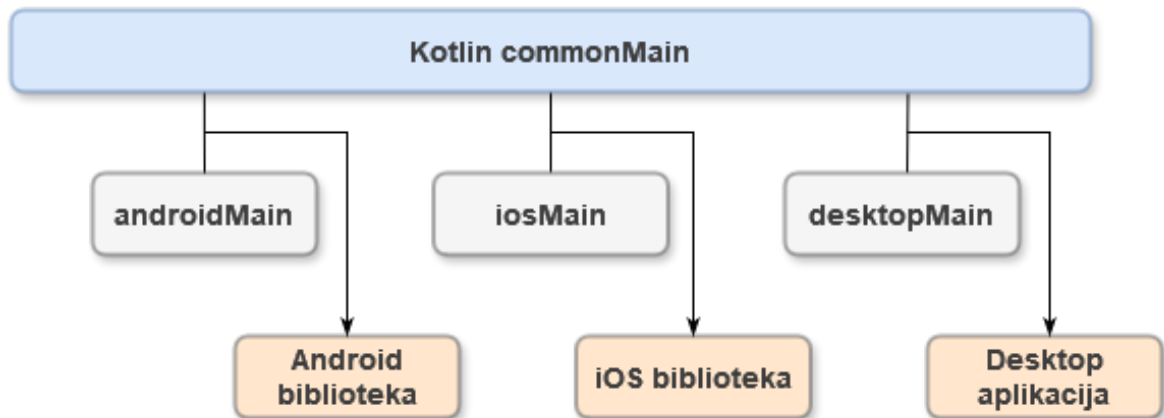 Kotlin commonMain
androidMain
iosMain
desktopMain
Android
biblioteka
iOS biblioteka
Desktop
aplikacija